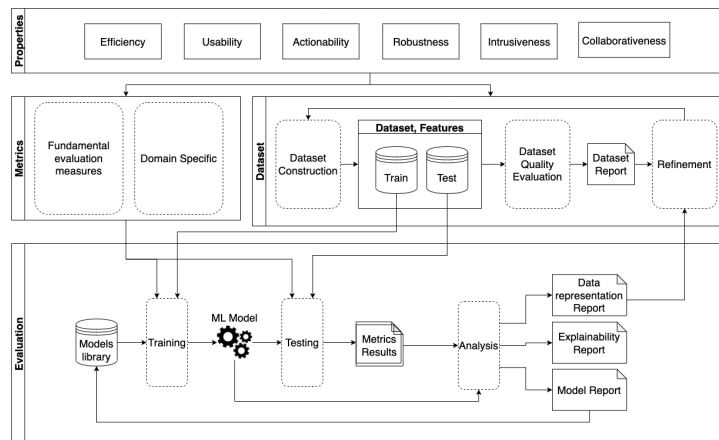 Properties
Efficiency
Usability
Actionability
Robustness
Intrusiveness
Collaborativeness
Metrics
Fundamental
evaluation
measures
Domain Specific
Dataset
Dataset
Construction
Dataset, Features
Train
Test
Dataset
Quality
Evaluation
Dataset
Report
Refinement
Evaluation
Models
library
Training
ML Model
Testing
Metrics
Results
Analysis
Data
representation
Report
Explainability
Report
Model Report